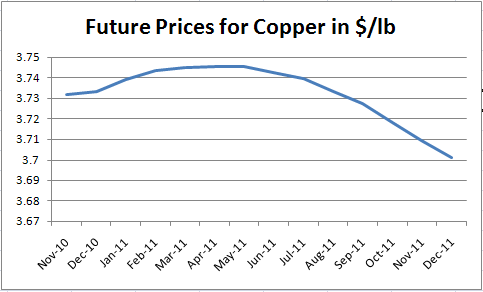 Future Prices for Copper in $/lb
3.75
3.74
3.73
3.72
3.71
3.7
3.69
3.68
3.67
Nov-10
Dec-10
Jan-11
Feb-11
Mar-11
Apr-11
May-11
Jun-11
Jul-11
Aug-11
Sep-11
Oct-11
Nov-11
Dec-11